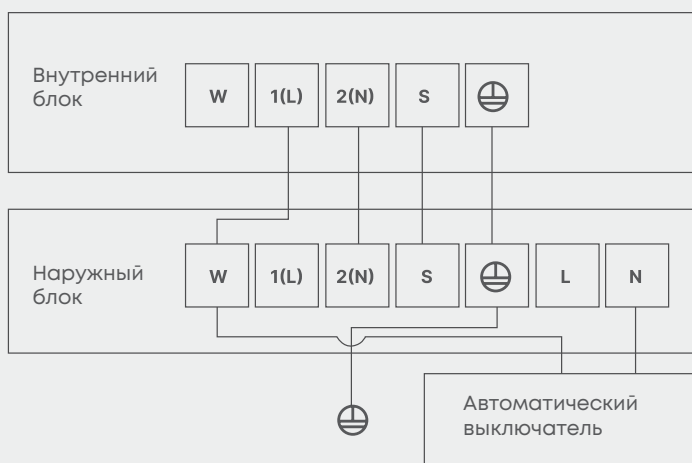 Внутренний
блок
W 1(L) 2(N) S
Наружный
блок
W 1(L) 2(N) S L N
Автоматический
выключатель